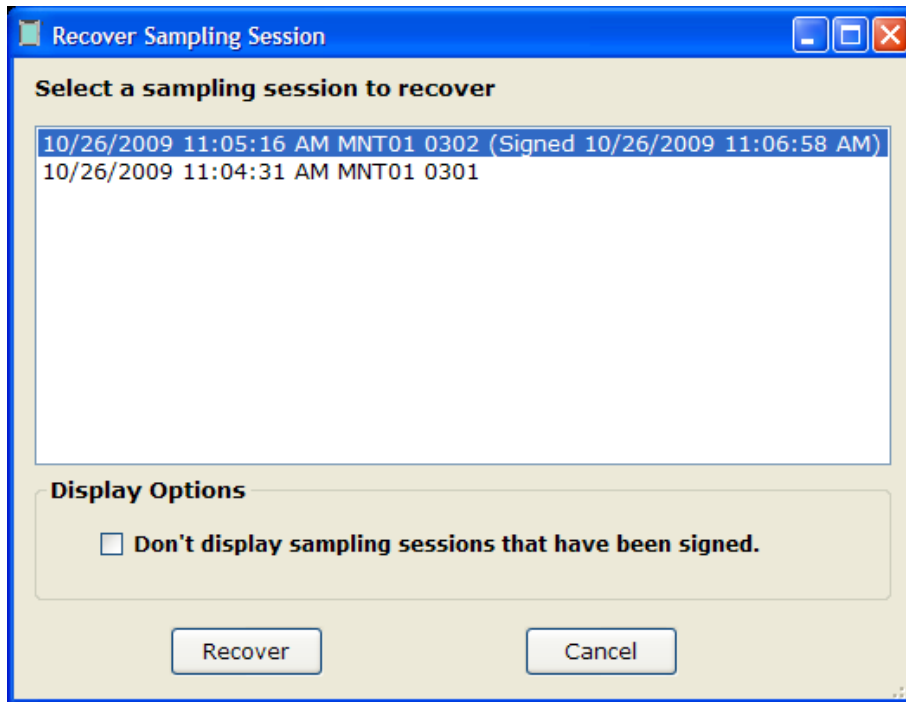 Recover Sampling Session
Select a sampling session to recover
10/26/2009 11:05:16 AM MNT01 0302 (Signed 10/26/2009 11:06:58 AM)
10/26/2009 11:04:31 AM MNT01 0301
Display Options
Don't display sampling sessions that have been signed.
Recover
Cancel